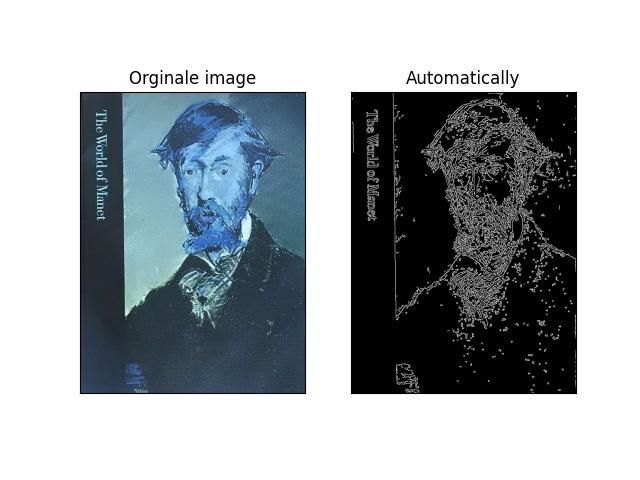 Orginale image
Automatically
The World of Manet
The World of Manet